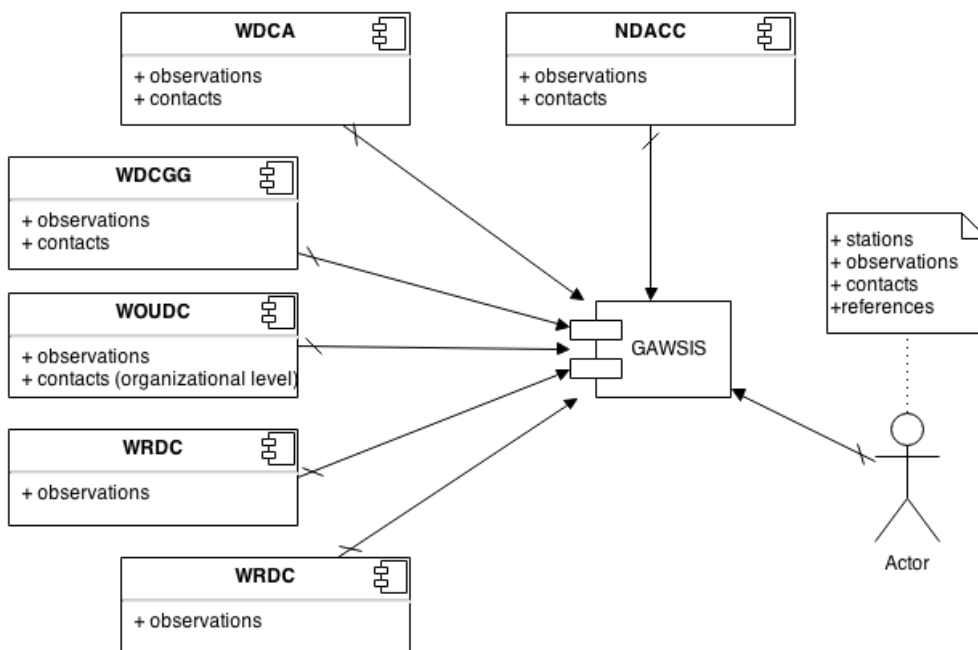 WDCA
+ observations
+ contacts
NDACC
+ observations
+ contacts
WDCGG
+ observations
+ contacts
+ stations
+ observations
+ contacts
+references
WOUDC
+ observations
+ contacts (organizational level)
GAWSIS
WRDC
+ observations
Actor
WRDC
+ observations